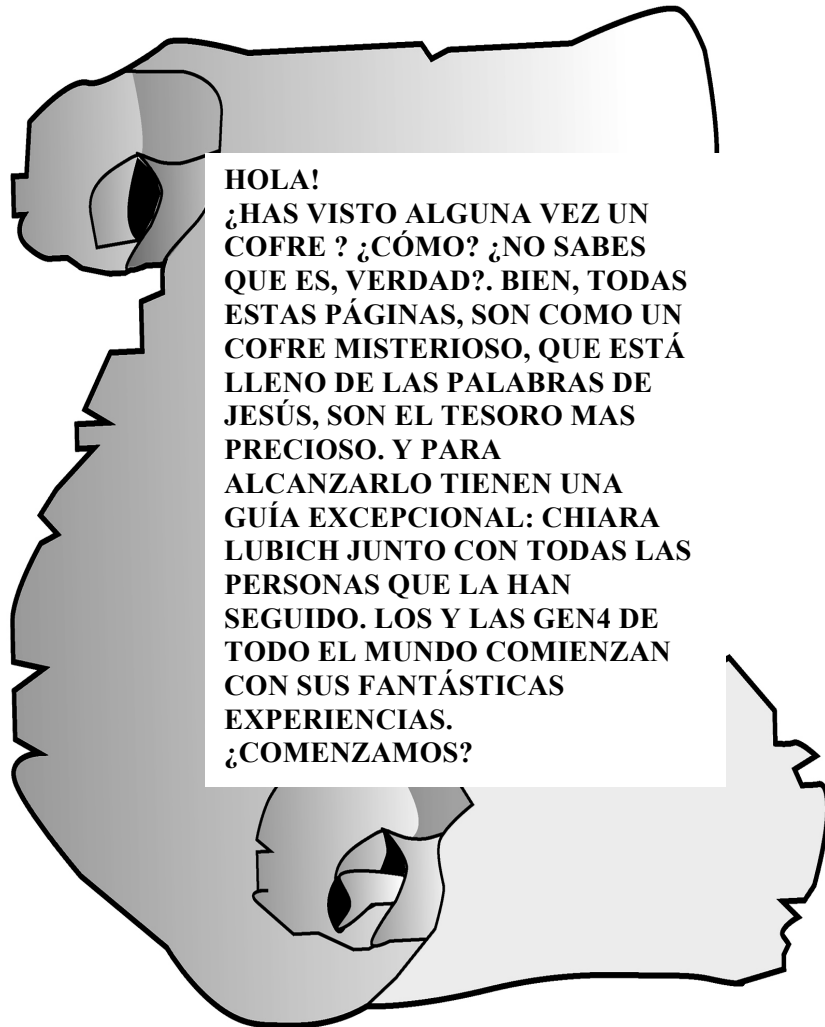 HOLA!
¿HAS VISTO ALGUNA VEZ UN
COFRE ? ¿CÓMO? ¿NO SABES
QUE ES, VERDAD?. BIEN, TODAS
ESTAS PÁGINAS, SON COMO UN
COFRE MISTERIOSO, QUE ESTÁ
LLENO DE LAS PALABRAS DE
JESÚS, SON EL TESORO MAS
PRECIOSO. Y PARA
ALCANZARLO TIENEN UNA
GUÍA EXCEPCIONAL: CHIARA
LUBICH JUNTO CON TODAS LAS
PERSONAS QUE LA HAN
SEGUIDO. LOS Y LAS GEN4 DE
TODO EL MUNDO COMIENZAN
CON SUS FANTÁSTICAS
EXPERIENCIAS.
¿COMENZAMOS?